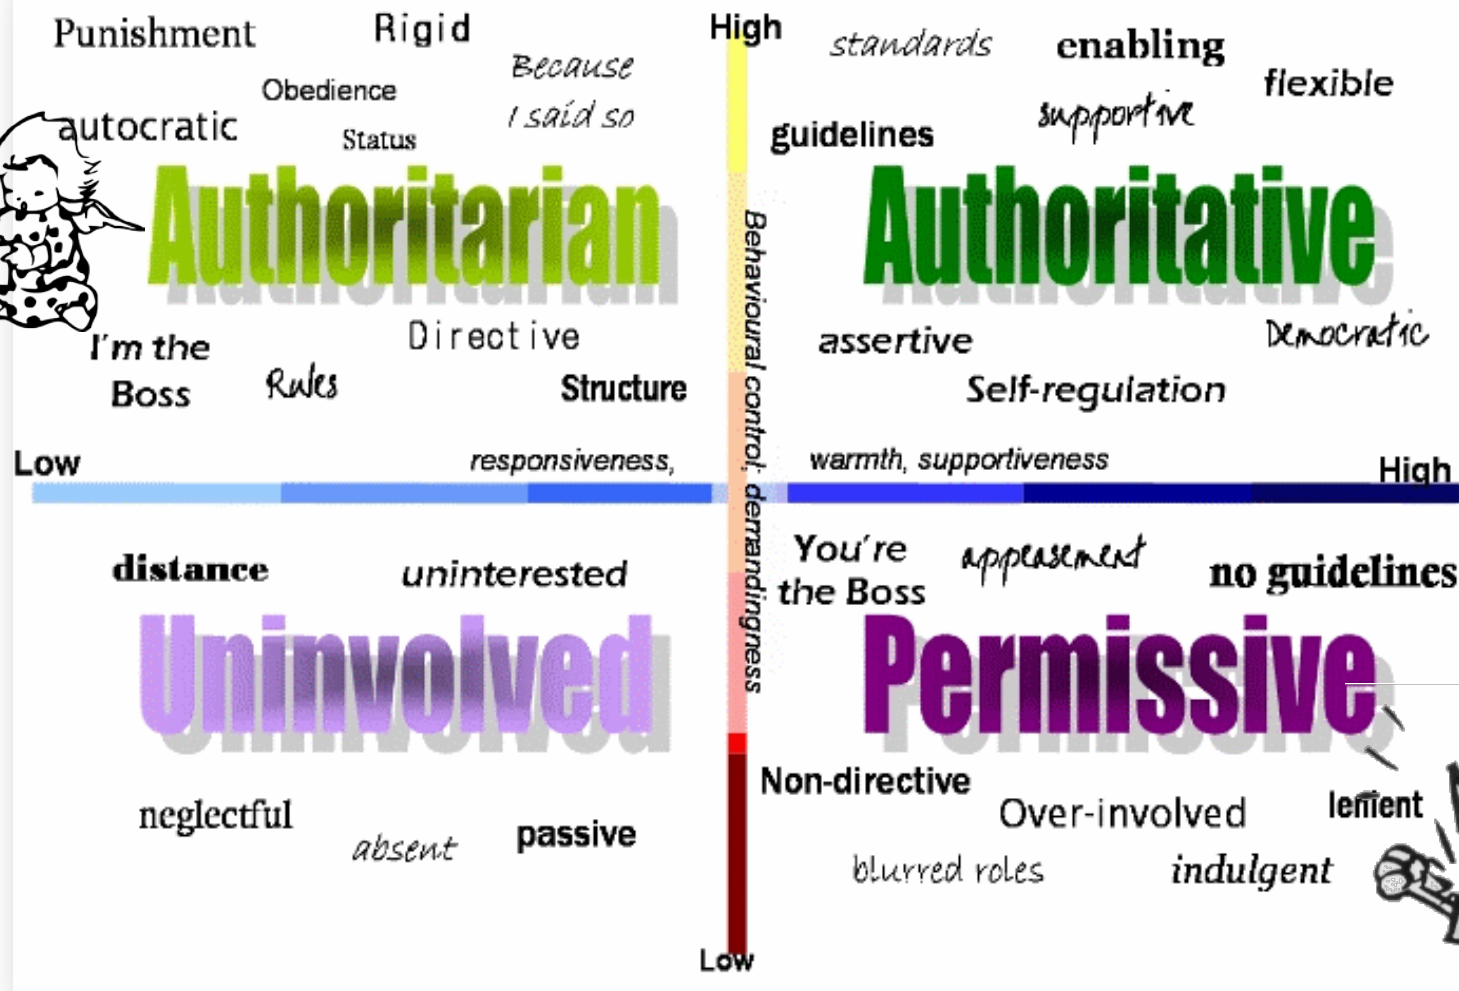 Punishment
Rigid
Because
I said so
Obedience
autocratic
Status
Authoritarian
I'm the
Boss
Rules
Directive
Structure
High
standards
enabling
flexible
supportive
guidelines
Authoritative
assertive
Democratic
Self-regulation
Low
responsiveness,
warmth, supportiveness
High
Behavioural control; demandingness
distance
uninterested
Uninvolved
neglectful
absent
passive
You're
the Boss
appeasement
no guidelines
Permissive
Non-directive
Over-involved
lenient
blurred roles
indulgent
Low